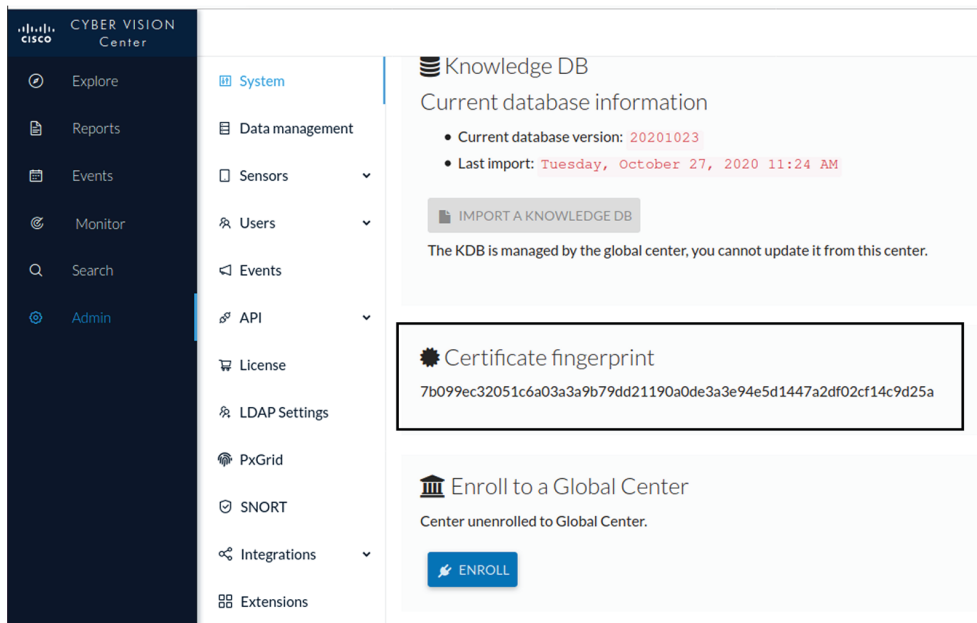 CISCO
CYBER VISION
Center
Explore
Reports
Events
Monitor
Search
Admin
System
Data management
Sensors
Users
Events
API
License
LDAP Settings
PxGrid
SNORT
Integrations
Extensions
Knowledge DB
Current database information
Current database version: 20201023
Last import: Tuesday, October 27, 2020 11:24 AM
IMPORT A KNOWLEDGE DB
The KDB is managed by the global center, you cannot update it from this center.
Certificate fingerprint
7b099ec32051c6a03a3a9b79dd21190a0de3a3e94e5d1447a2df02cf14c9d25a
Enroll to a Global Center
Center unenrolled to Global Center.
ENROLL